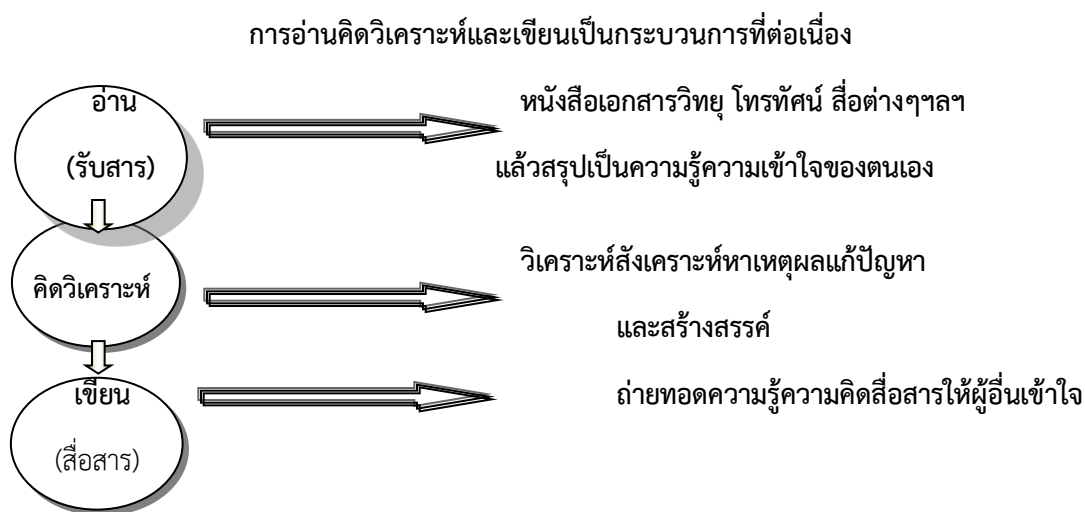 การอ่านคิดวิเคราะห์และเขียนเป็นกระบวนการที่ต่อเนื่อง
อ่าน
(รับสาร)
หนังสือเอกสารวิทยุ โทรทัศน์ สื่อต่างๆฯลฯ
แล้วสรุปเป็นความรู้ความเข้าใจของตนเอง
คิดวิเคราะห์
วิเคราะห์สังเคราะห์หาเหตุผลแก้ปัญหา
และสร้างสรรค์
เขียน
(สื่อสาร)
ถ่ายทอดความรู้ความคิดสื่อสารให้ผู้อื่นเข้าใจ